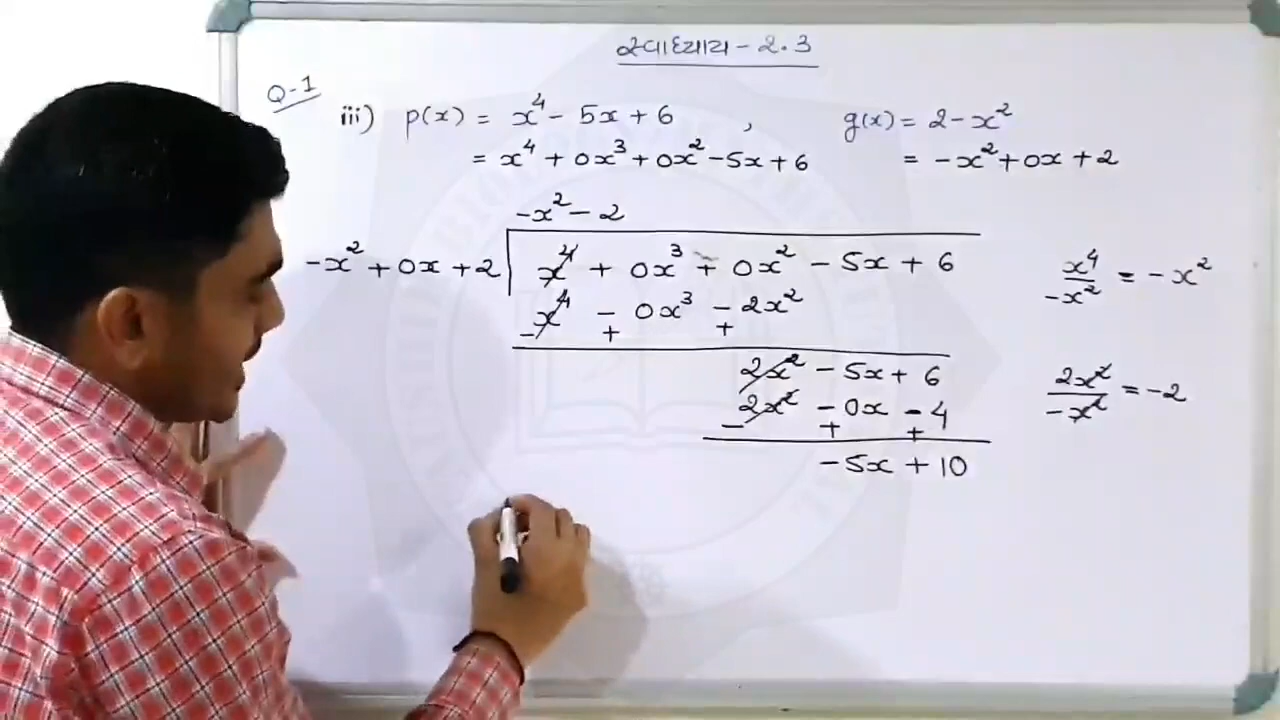 સ્વાધ્યાય - 2.3
Q-1
iii) p(x) = x⁴ - 5x + 6 , g(x) = 2 - x²
= x⁴ + 0x³ + 0x² - 5x + 6 = -x² + 0x + 2
-x² - 2
-x² + 0x + 2 x⁴ + 0x³ + 0x² - 5x + 6 x⁴/-x² = -x²
x⁴ - 0x³ - 2x²
- + +
2x² - 5x + 6 2x²/-x² = -2
2x² - 0x - 4
- + +
-5x + 10